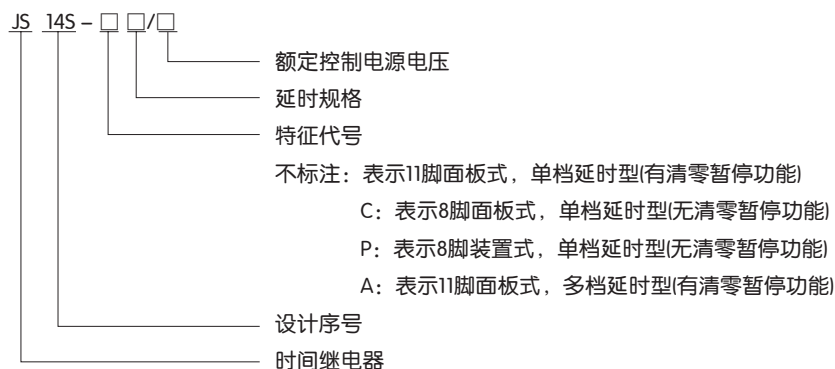 JS 14S-□ □/□
额定控制电源电压
延时规格
特征代号
不标注：表示11脚面板式，单档延时型(有清零暂停功能)
C：表示8脚面板式，单档延时型(无清零暂停功能)
P：表示8脚装置式，单档延时型(无清零暂停功能)
A：表示11脚面板式，多档延时型(有清零暂停功能)
设计序号
时间继电器